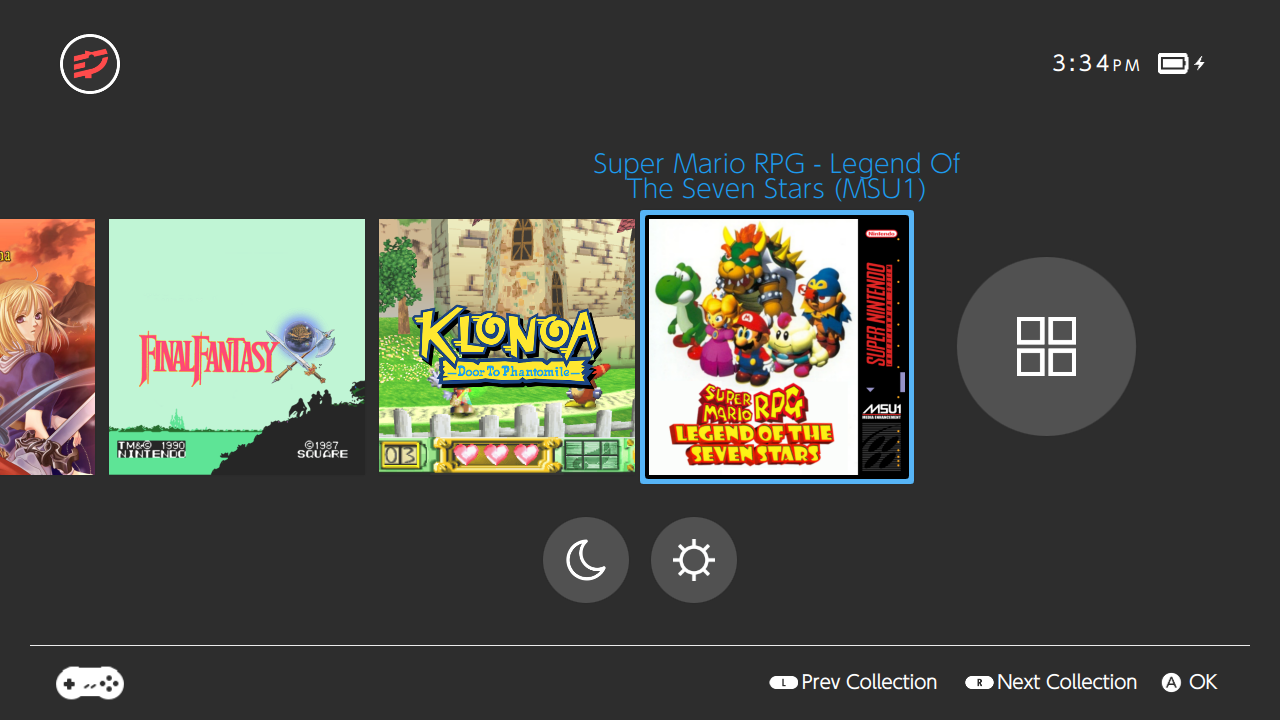 3:34PM
Super Mario RPG - Legend Of
The Seven Stars (MSU1)
FINAL FANTASY
TM&© 1990
NINTENDO
©1987
SQUARE
KLONOA
Door To Phantomile
03
Nintendo
SUPER NINTENDO
MSU1
MEDIA ENHANCEMENT
SUPER
MARIO RPG
LEGEND OF THE
SEVEN STARS
L Prev Collection
R Next Collection
A OK